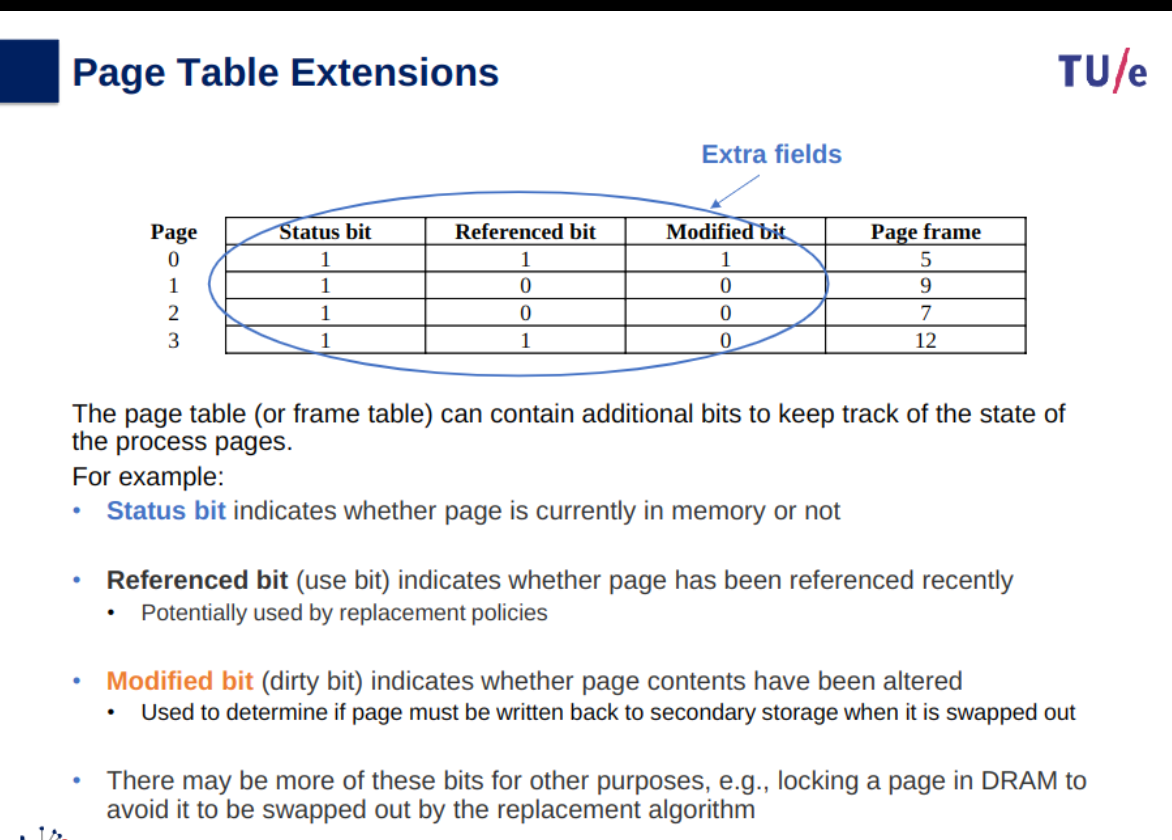 Page Table Extensions
TU/e
Extra fields
Page Status bit Referenced bit Modified bit Page frame
0 1 1 1 5
1 1 0 0 9
2 1 0 0 7
3 1 1 0 12
The page table (or frame table) can contain additional bits to keep track of the state of
the process pages.
For example:
• Status bit indicates whether page is currently in memory or not
• Referenced bit (use bit) indicates whether page has been referenced recently
• Potentially used by replacement policies
• Modified bit (dirty bit) indicates whether page contents have been altered
• Used to determine if page must be written back to secondary storage when it is swapped out
• There may be more of these bits for other purposes, e.g., locking a page in DRAM to
avoid it to be swapped out by the replacement algorithm